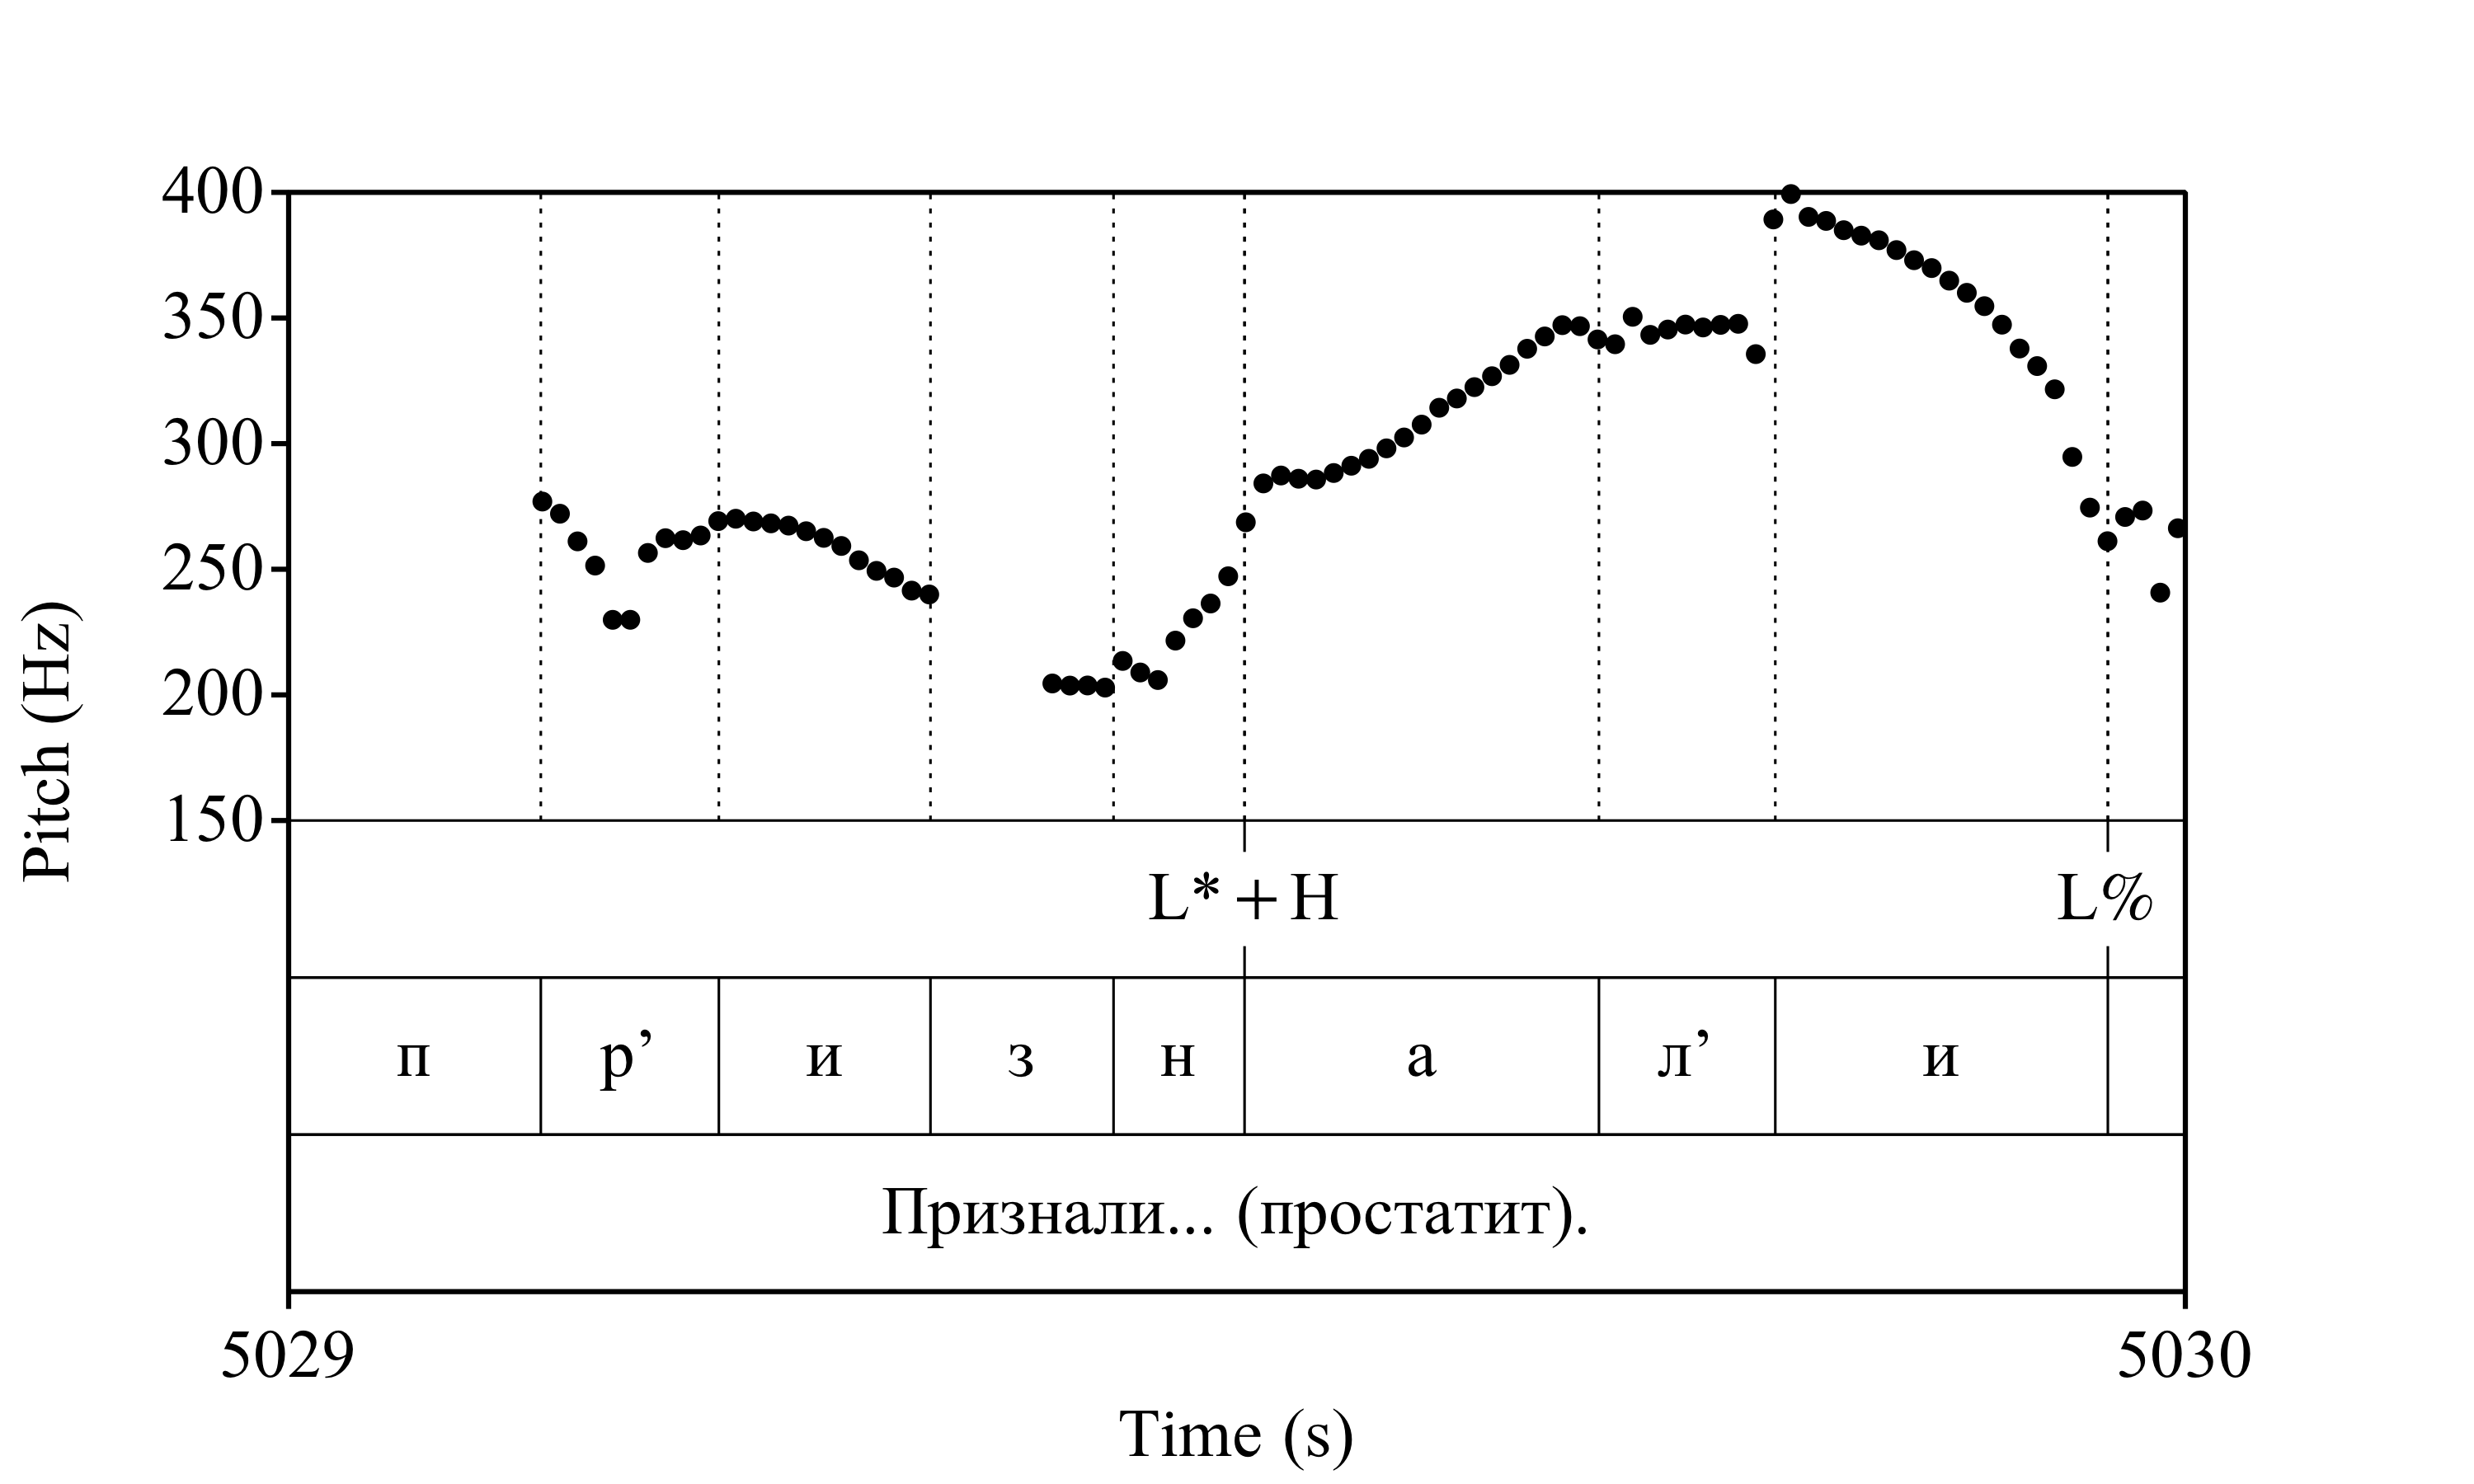 400
350
300
250
200
150
Pitch (Hz)
L*+H L%
п р’ и з н а л’ и
Признали... (простатит).
5029 5030
Time (s)